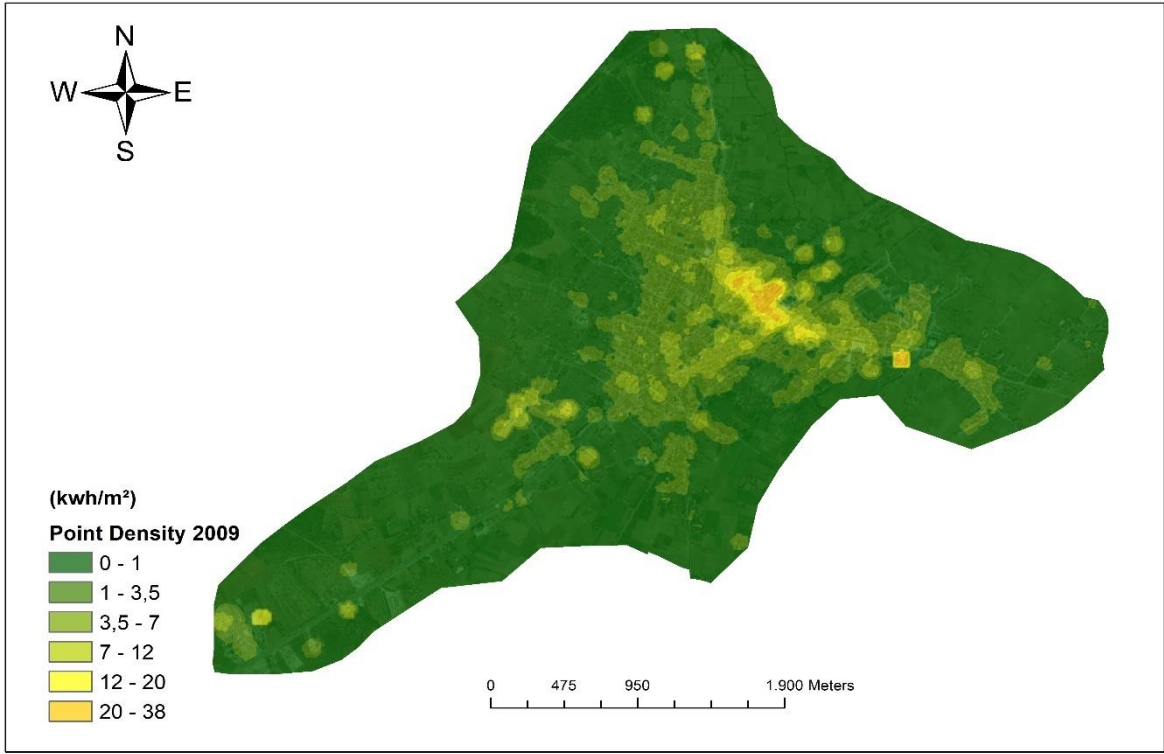 N
W E
S
(kwh/m²)
Point Density 2009
0 - 1
1 - 3,5
3,5 - 7
7 - 12
12 - 20
20 - 38
0 475 950 1.900 Meters